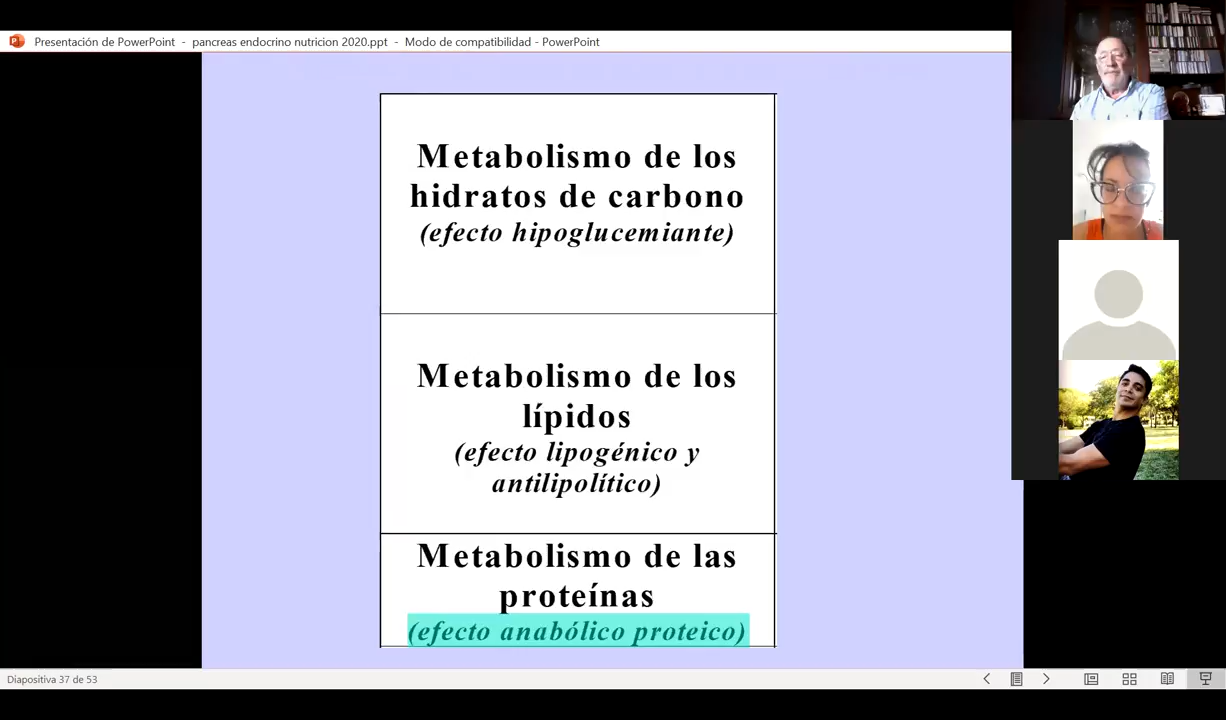 Presentación de PowerPoint - pancreas endocrino nutricion 2020.ppt - Modo de compatibilidad - PowerPoint
Metabolismo de los
hidratos de carbono
(efecto hipoglucemiante)
Metabolismo de los
lípidos
(efecto lipogénico y
antilipolítico)
Metabolismo de las
proteínas
(efecto anabólico proteico)
Diapositiva 37 de 53